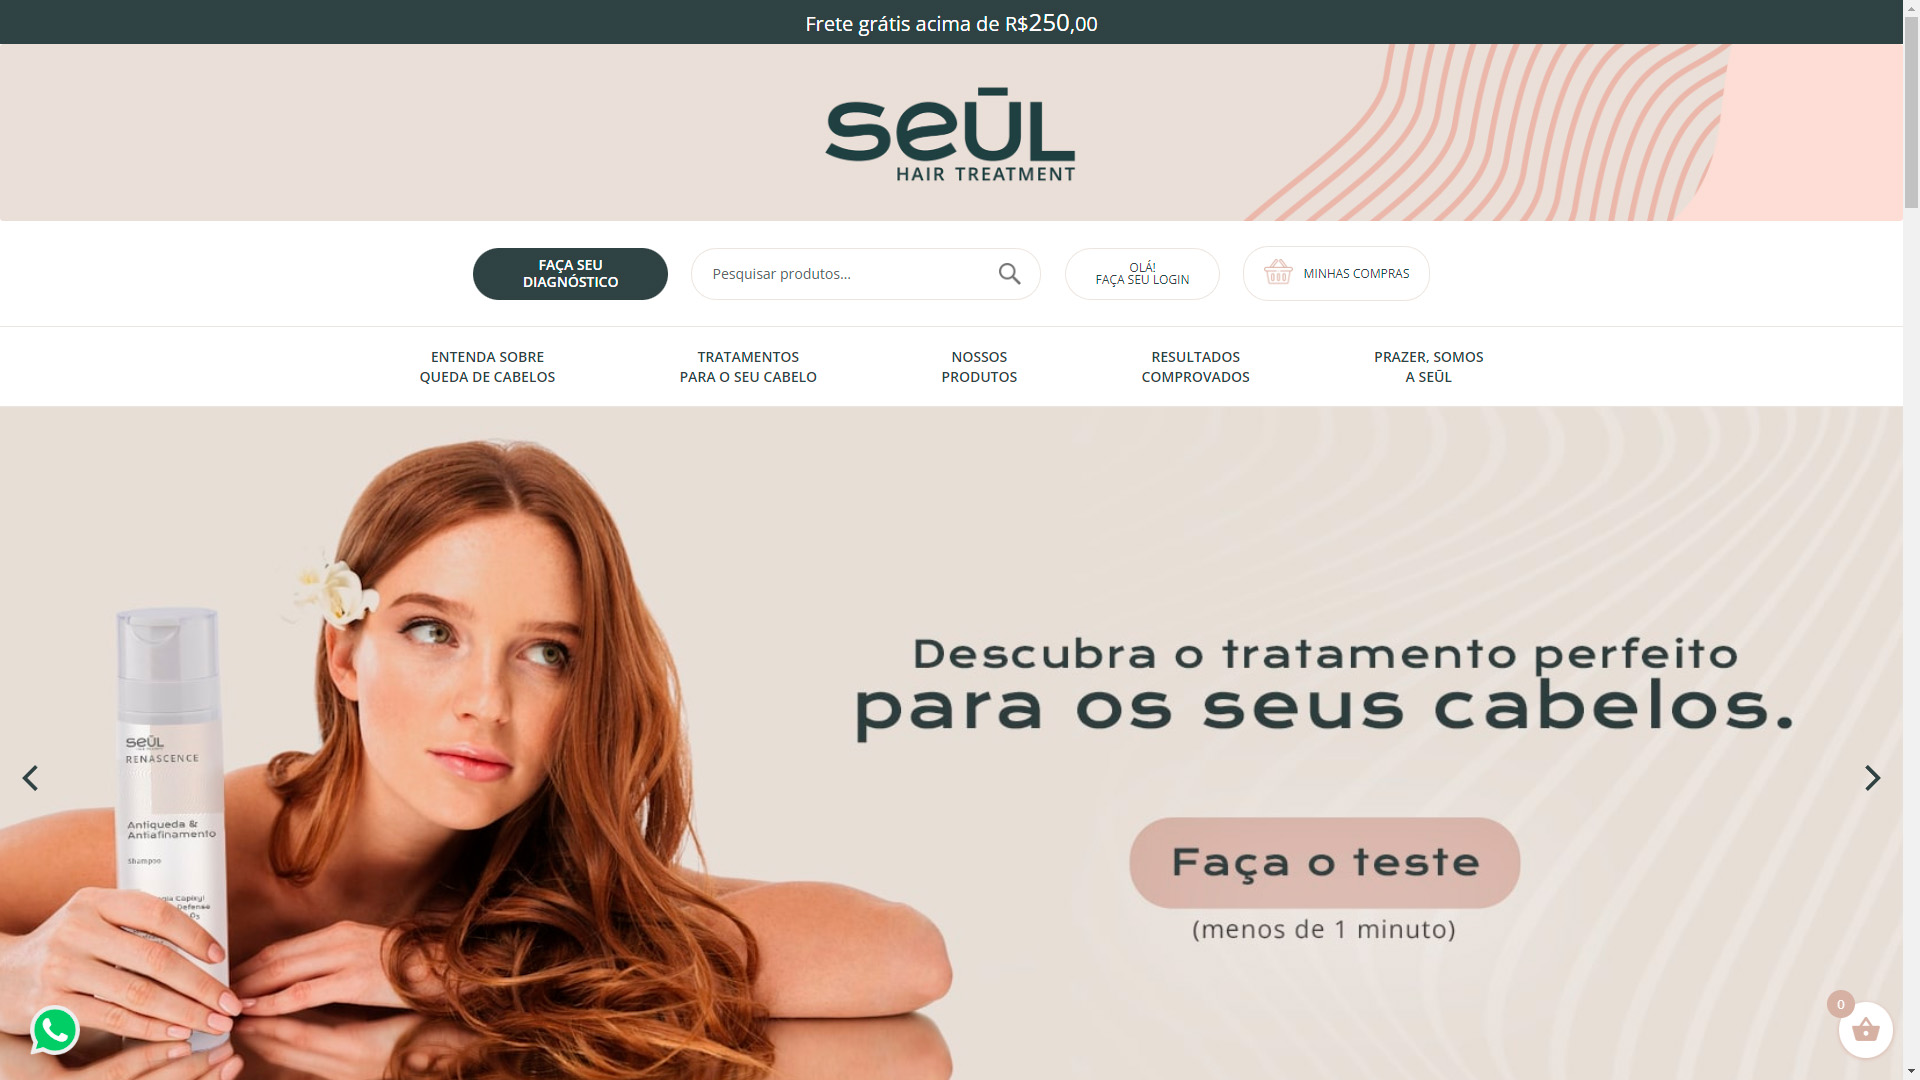 Frete grátis acima de R$250,00
SEŪL
HAIR TREATMENT
FAÇA SEU
DIAGNÓSTICO
Pesquisar produtos...
OLÁ!
FAÇA SEU LOGIN
MINHAS COMPRAS
ENTENDA SOBRE
QUEDA DE CABELOS
TRATAMENTOS
PARA O SEU CABELO
NOSSOS
PRODUTOS
RESULTADOS
COMPROVADOS
PRAZER, SOMOS
A SEŪL
Descubra o tratamento perfeito
para os seus cabelos.
Faça o teste
(menos de 1 minuto)
SEŪL
RENASCENCE
Antiqueda &
Antiafinamento
Shampoo
Capixyl
Defense
0